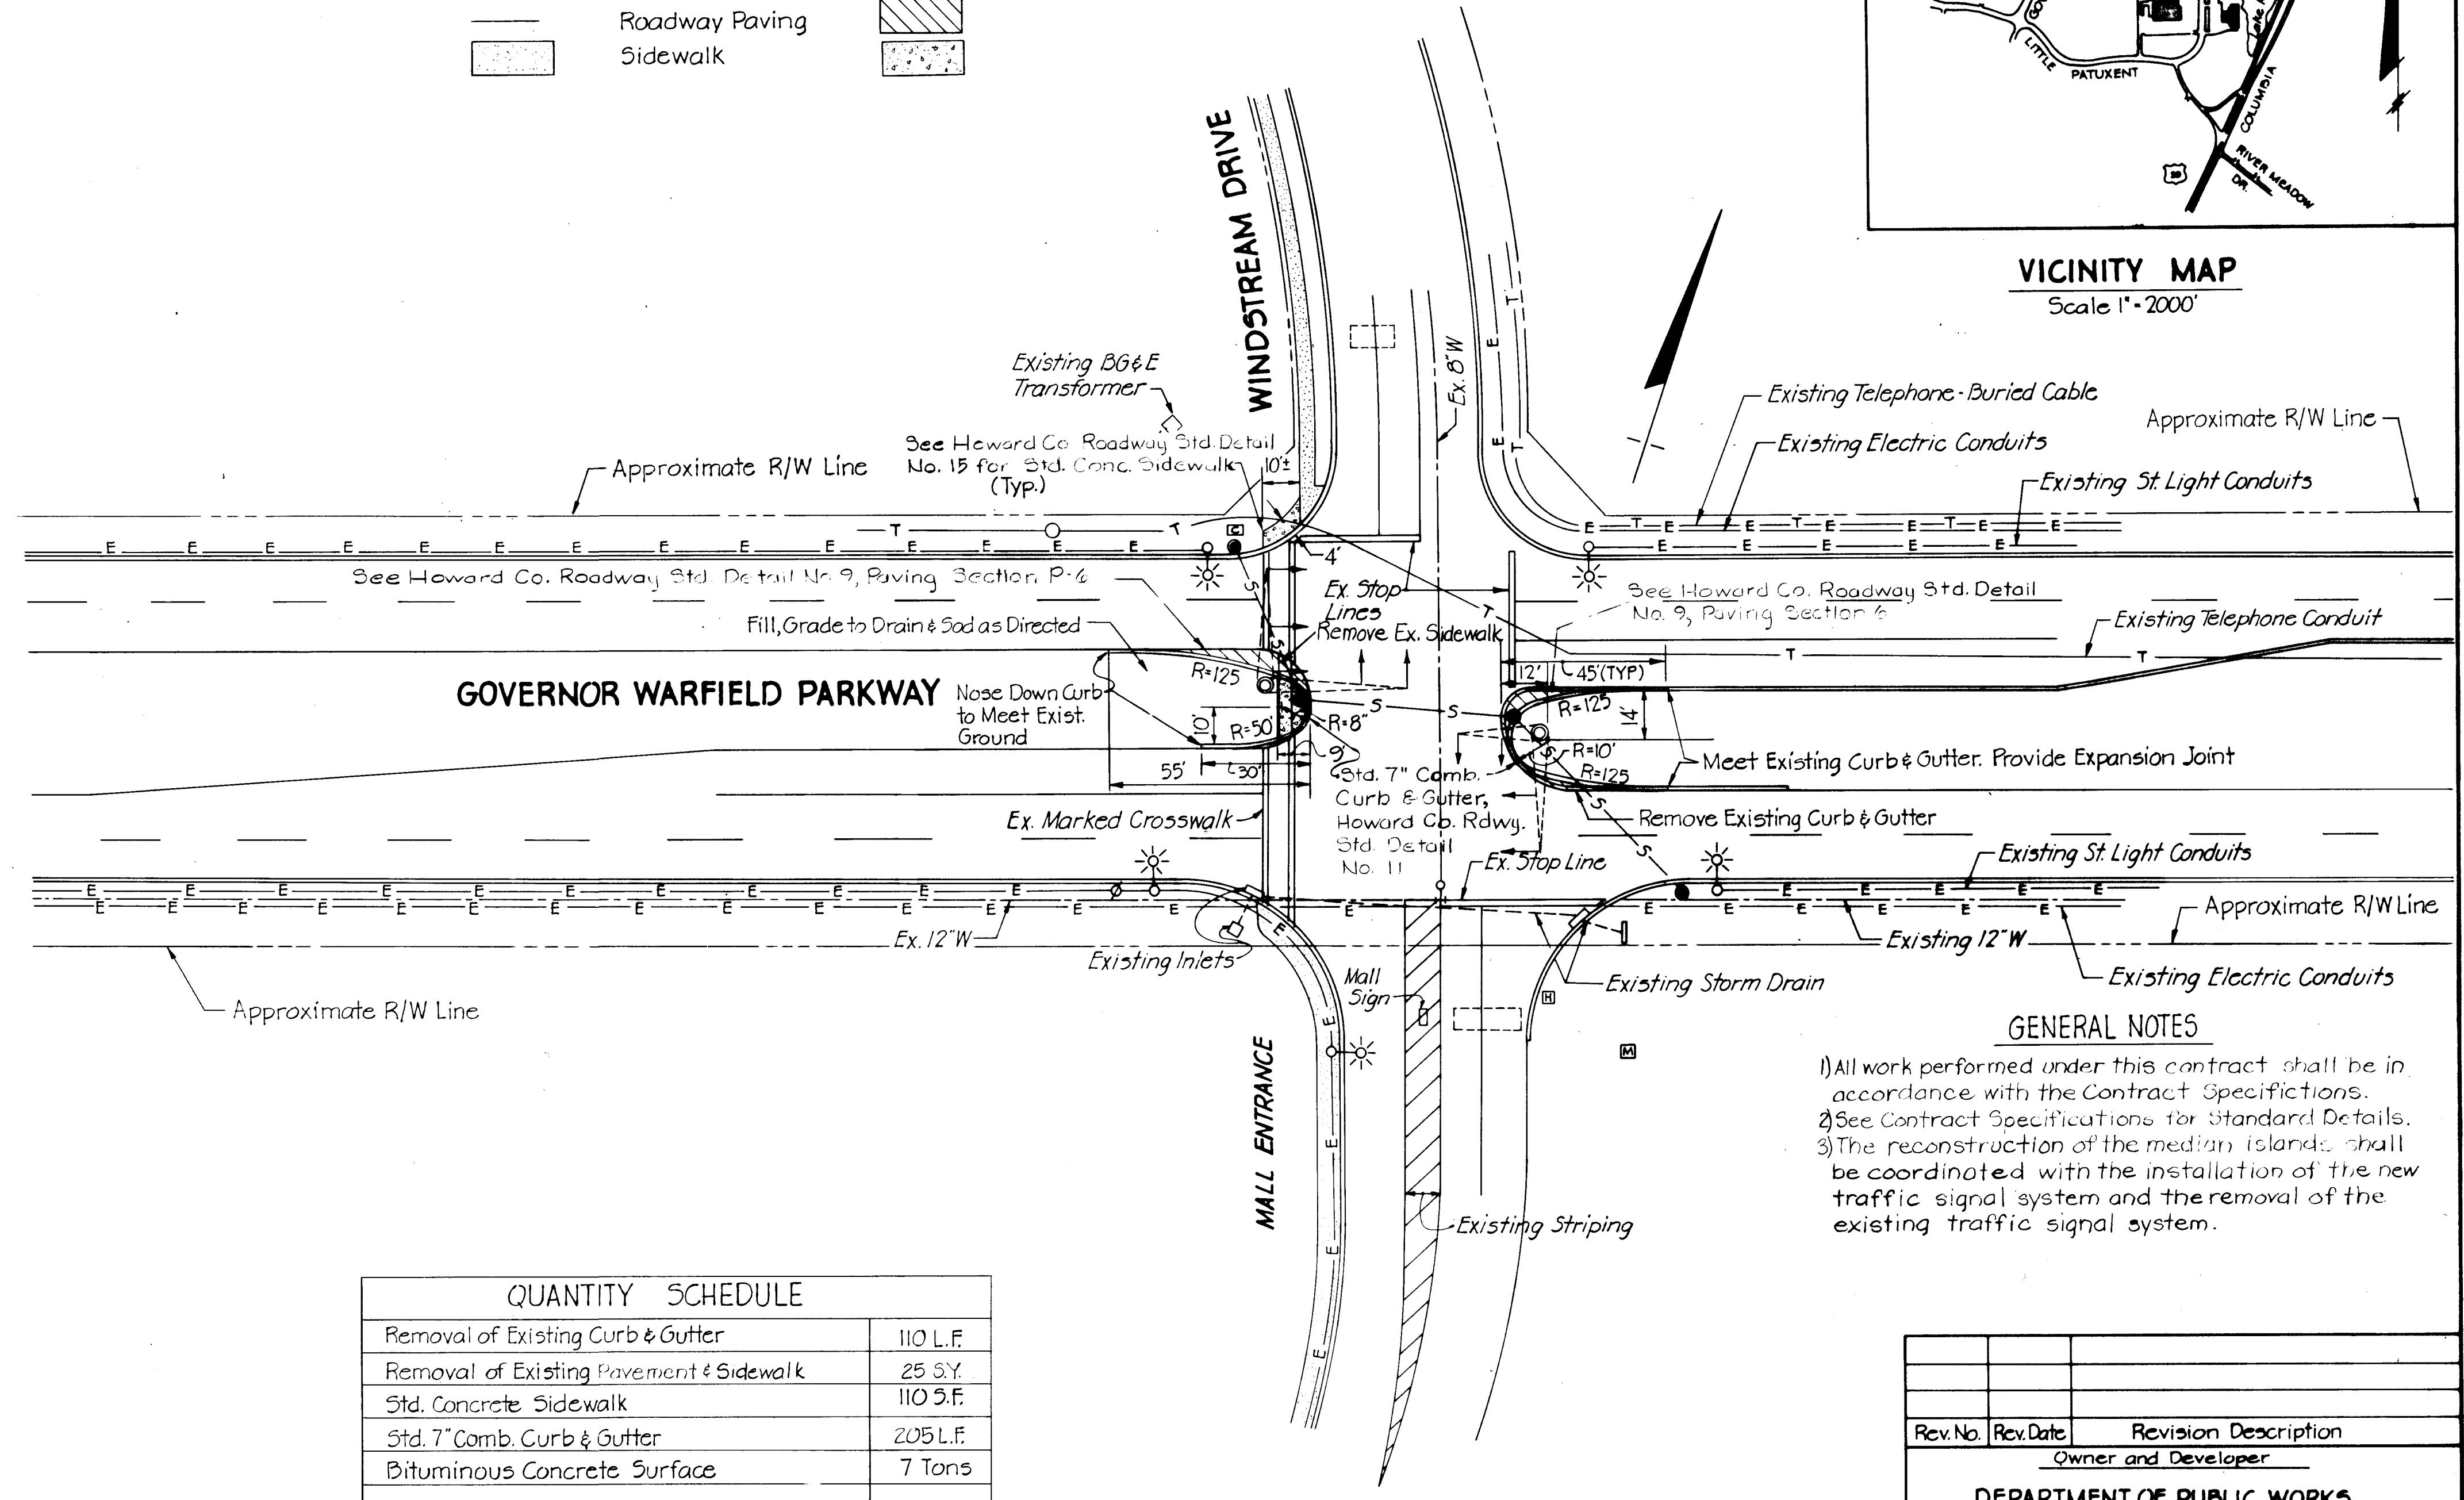 Roadway Paving
Sidewalk
LITTLE
PATUXENT
COLUMBIA
RIVER MEADOW
DR.
VICINITY MAP
Scale 1"-2000'
WINDSTREAM DRIVE
Existing BG&E
Transformer
Ex. 8"W
Existing Telephone-Buried Cable
Approximate R/W Line
Existing Electric Conduits
Existing St. Light Conduits
See Howard Co. Roadway Std. Detail
No. 15 for Std. Conc. Sidewalk
(Typ.)
10'±
Approximate R/W Line
4'
See Howard Co. Roadway Std. Detail No. 9, Paving Section P-6
Ex. Stop
Lines
See Howard Co. Roadway Std. Detail
No. 9, Paving Section 6
Fill, Grade to Drain & Sod as Directed
Remove Ex. Sidewalk
Existing Telephone Conduit
GOVERNOR WARFIELD PARKWAY
Nose Down Curb
to Meet Exist.
Ground
R=125
R=50'
10'
R=8"
9'
30'
55'
12'
45'(TYP)
R=125
14'
R=10'
R=125
Meet Existing Curb & Gutter. Provide Expansion Joint
Std. 7" Comb.
Curb & Gutter,
Howard Co. Rdwy.
Std. Detail
No. 11
Ex. Marked Crosswalk
Remove Existing Curb & Gutter
Ex. Stop Line
Existing St. Light Conduits
Approximate R/W Line
Ex. 12"W
Existing 12"W
Existing Inlets
Mall
Sign
Existing Storm Drain
Existing Electric Conduits
Approximate R/W Line
MALL ENTRANCE
Existing Striping
GENERAL NOTES
1) All work performed under this contract shall be in
accordance with the Contract Specifictions.
2) See Contract Specifications for Standard Details.
3) The reconstruction of the median islands shall
be coordinated with the installation of the new
traffic signal system and the removal of the
existing traffic signal system.
QUANTITY SCHEDULE
Removal of Existing Curb & Gutter 110 L.F.
Removal of Existing Pavement & Sidewalk 25 S.Y.
Std. Concrete Sidewalk 110 S.F.
Std. 7" Comb. Curb & Gutter 205 L.F.
Bituminous Concrete Surface 7 Tons
Rev. No. Rev. Date Revision Description
Owner and Developer
DEPARTMENT OF PUBLIC WORKS